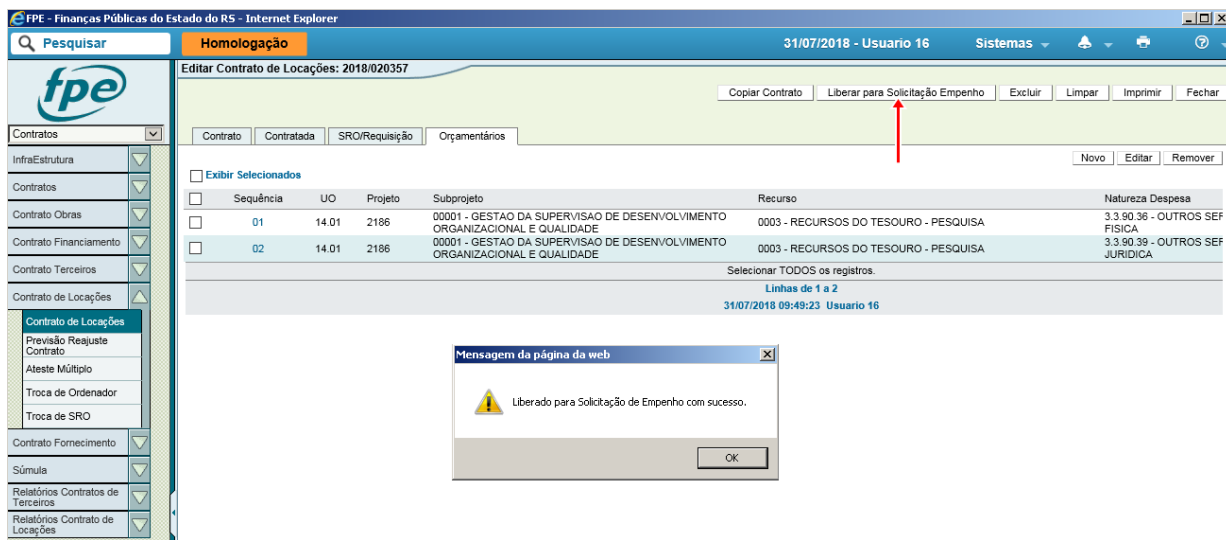 FPE - Finanças Públicas do Estado do RS - Internet Explorer
Pesquisar
Homologação
31/07/2018 - Usuario 16
Sistemas
fpe
Editar Contrato de Locações: 2018/020357
Copiar Contrato
Liberar para Solicitação Empenho
Excluir
Limpar
Imprimir
Fechar
Contratos
Contrato
Contratada
SRO/Requisição
Orçamentários
InfraEstrutura
Contratos
Contrato Obras
Contrato Financiamento
Contrato Terceiros
Contrato de Locações
Contrato de Locações
Previsão Reajuste
Contrato
Ateste Múltiplo
Troca de Ordenador
Troca de SRO
Contrato Fornecimento
Súmula
Relatórios Contratos de
Terceiros
Relatórios Contrato de
Locações
Novo
Editar
Remover
Exibir Selecionados
Sequência UO Projeto Subprojeto Recurso Natureza Despesa
01 14.01 2186 00001 - GESTAO DA SUPERVISAO DE DESENVOLVIMENTO
ORGANIZACIONAL E QUALIDADE
0003 - RECURSOS DO TESOURO - PESQUISA
3.3.90.36 - OUTROS SER
FISICA
02 14.01 2186 00001 - GESTAO DA SUPERVISAO DE DESENVOLVIMENTO
ORGANIZACIONAL E QUALIDADE
0003 - RECURSOS DO TESOURO - PESQUISA
3.3.90.39 - OUTROS SER
JURIDICA
Selecionar TODOS os registros.
Linhas de 1 a 2
31/07/2018 09:49:23 Usuario 16
Mensagem da página da web
Liberado para Solicitação de Empenho com sucesso.
OK